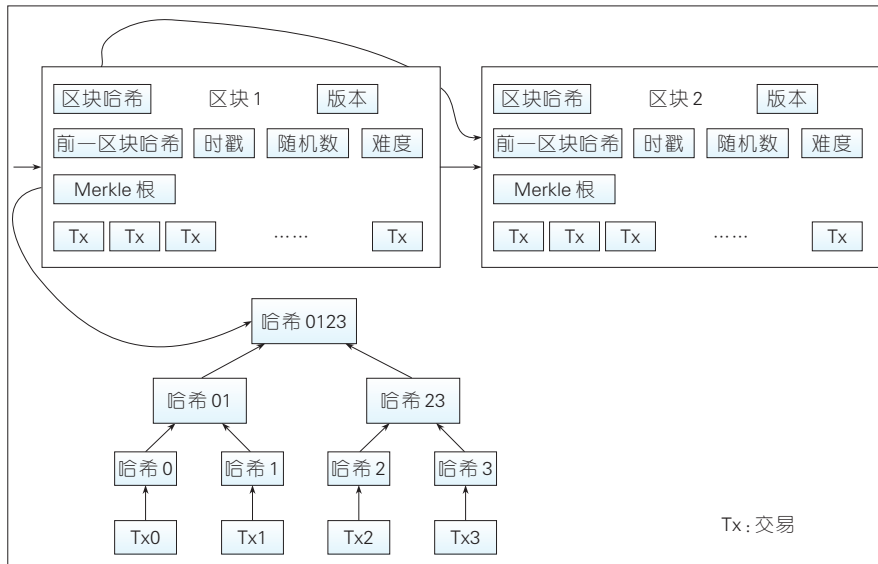 区块哈希 区块1 版本 区块哈希 区块2 版本
前一区块哈希 时戳 随机数 难度 前一区块哈希 时戳 随机数 难度
Merkle 根 Merkle 根
Tx Tx Tx …… Tx Tx Tx Tx …… Tx
哈希 0123
哈希 01 哈希 23
哈希 0 哈希 1 哈希 2 哈希 3
Tx0 Tx1 Tx2 Tx3 Tx:交易